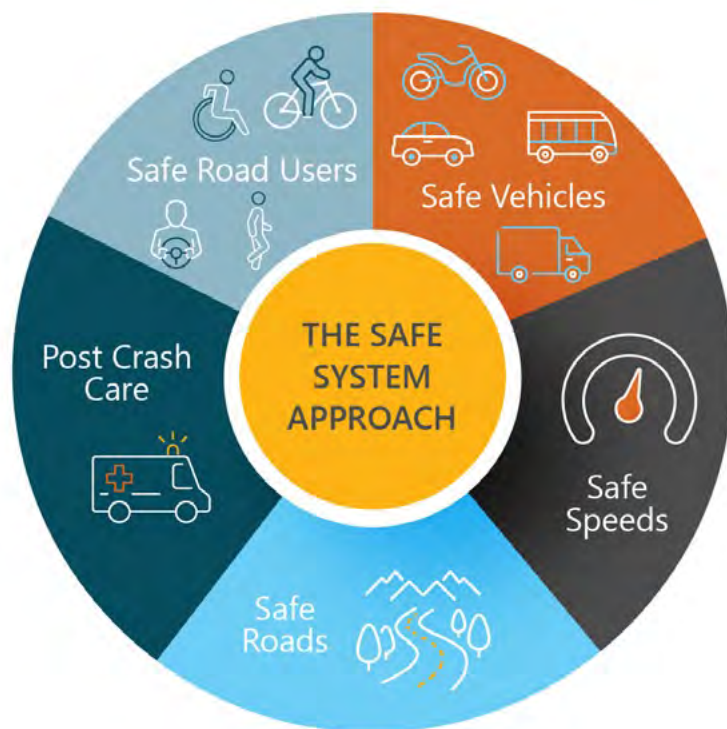 THE SAFE
SYSTEM
APPROACH
Safe Road Users
Safe Vehicles
Safe
Speeds
Safe
Roads
Post Crash
Care